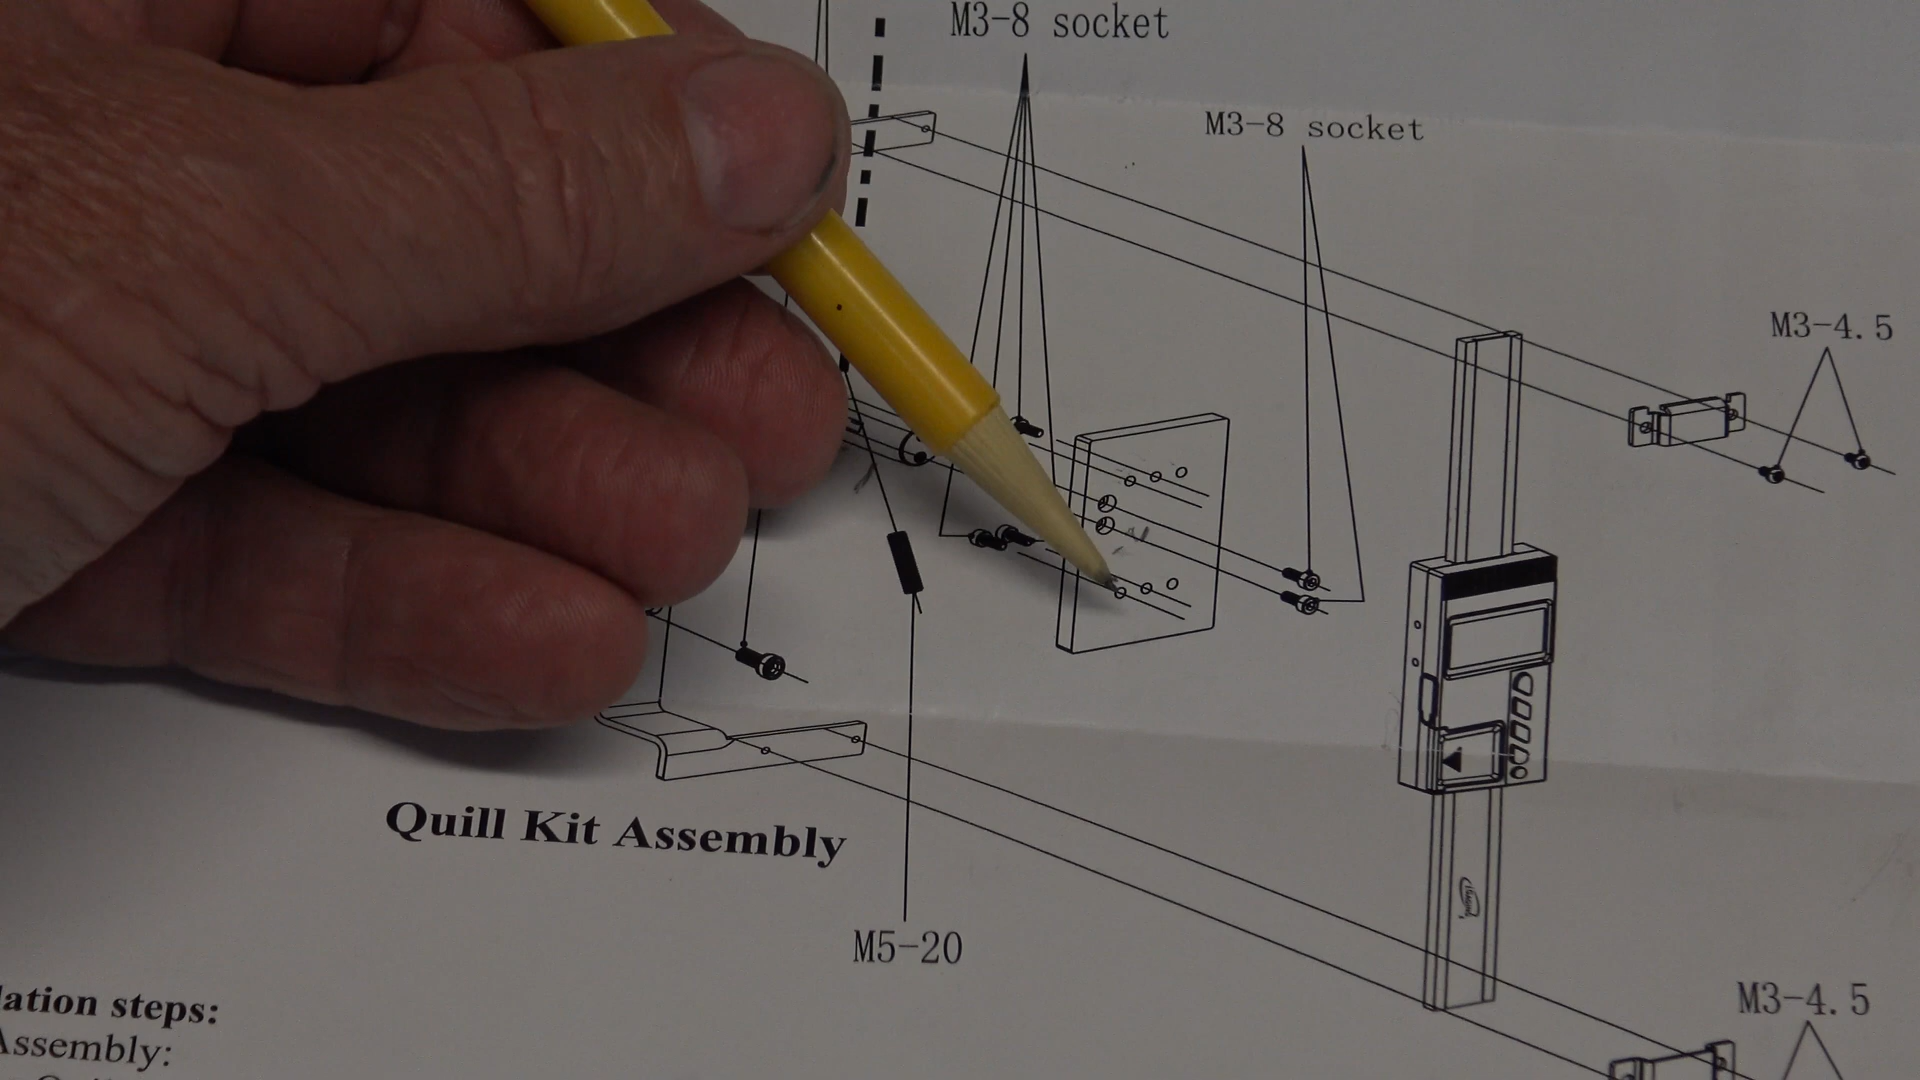 M3-8 socket
M3-8 socket
M3-4.5
Quill Kit Assembly
M5-20
M3-4.5
lation steps:
Assembly: